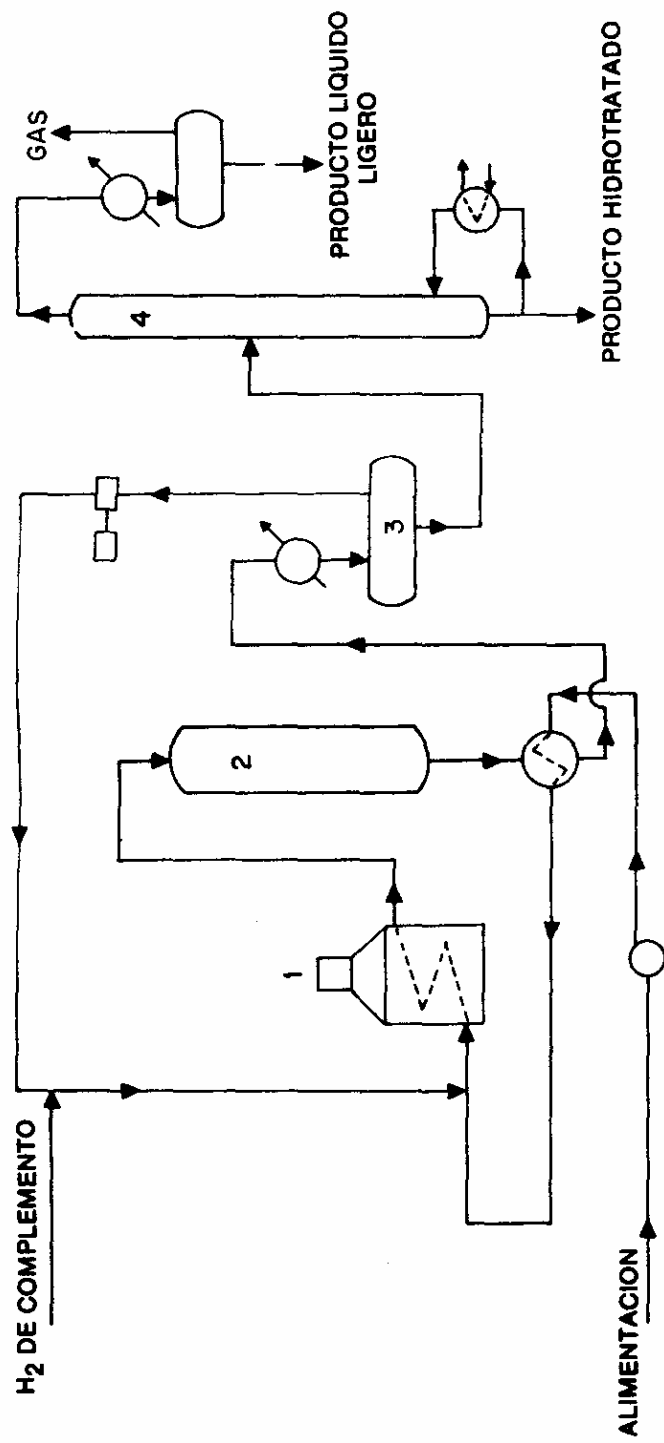 H2 DE COMPLEMENTO
ALIMENTACION
1
2
3
4
GAS
PRODUCTO LIQUIDO
LIGERO
PRODUCTO HIDROTRATADO